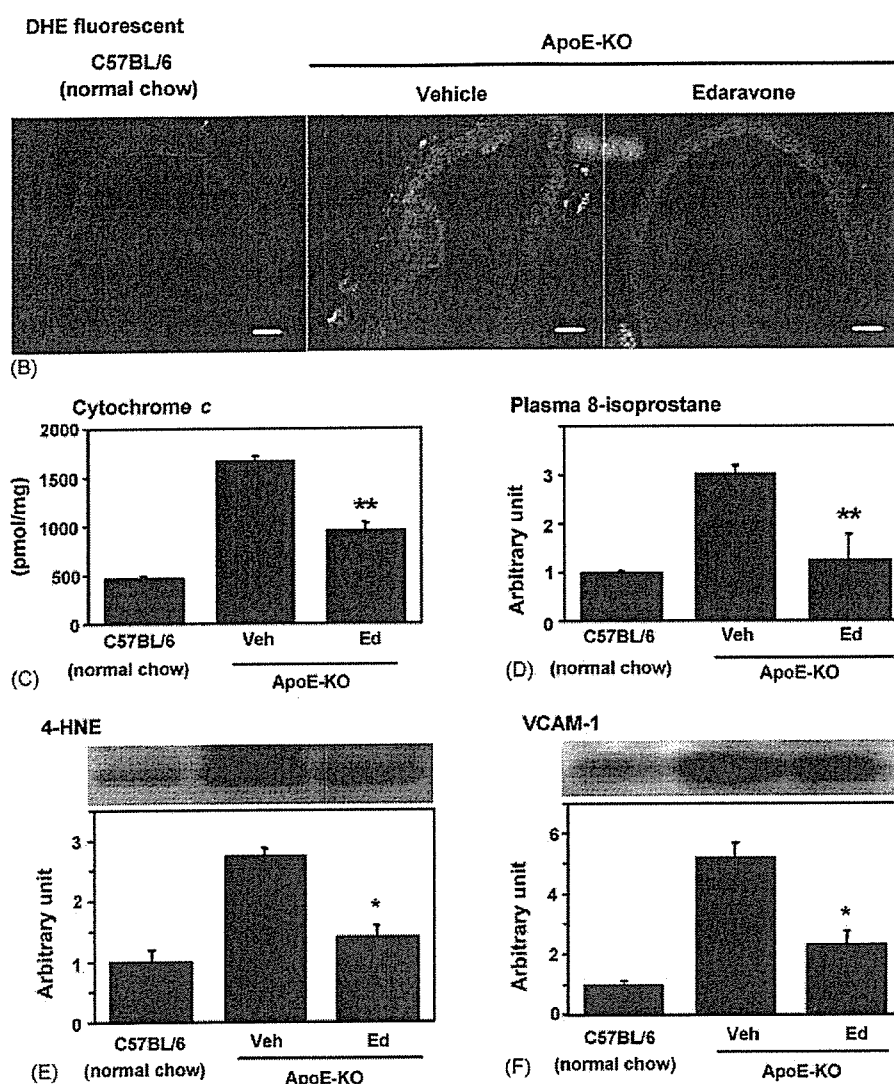 DHE fluorescent
C57BL/6
(normal chow)
ApoE-KO
Vehicle
Edaravone
(B)
Cytochrome c
2000
1500
1000
500
0
(pmol/mg)
**
C57BL/6
(normal chow)
Veh
Ed
ApoE-KO
(C)
Plasma 8-isoprostane
3
2
1
0
Arbitrary unit
**
C57BL/6
(normal chow)
Veh
Ed
ApoE-KO
(D)
4-HNE
3
2
1
0
Arbitrary unit
*
C57BL/6
(normal chow)
Veh
Ed
ApoE-KO
(E)
VCAM-1
6
4
2
0
Arbitrary unit
*
C57BL/6
(normal chow)
Veh
Ed
ApoE-KO
(F)